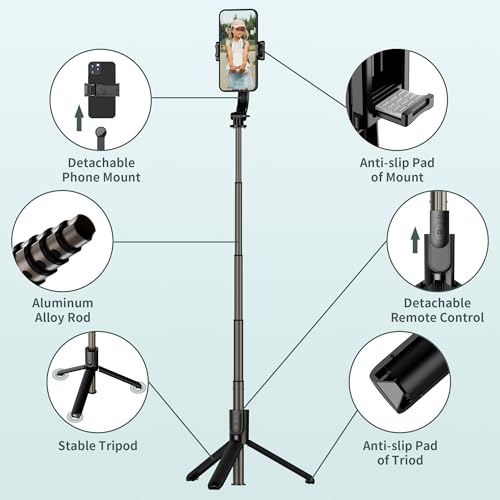 Detachable
Phone Mount
Anti-slip Pad
of Mount
Aluminum
Alloy Rod
Detachable
Remote Control
Stable Tripod
Anti-slip Pad
of Triod